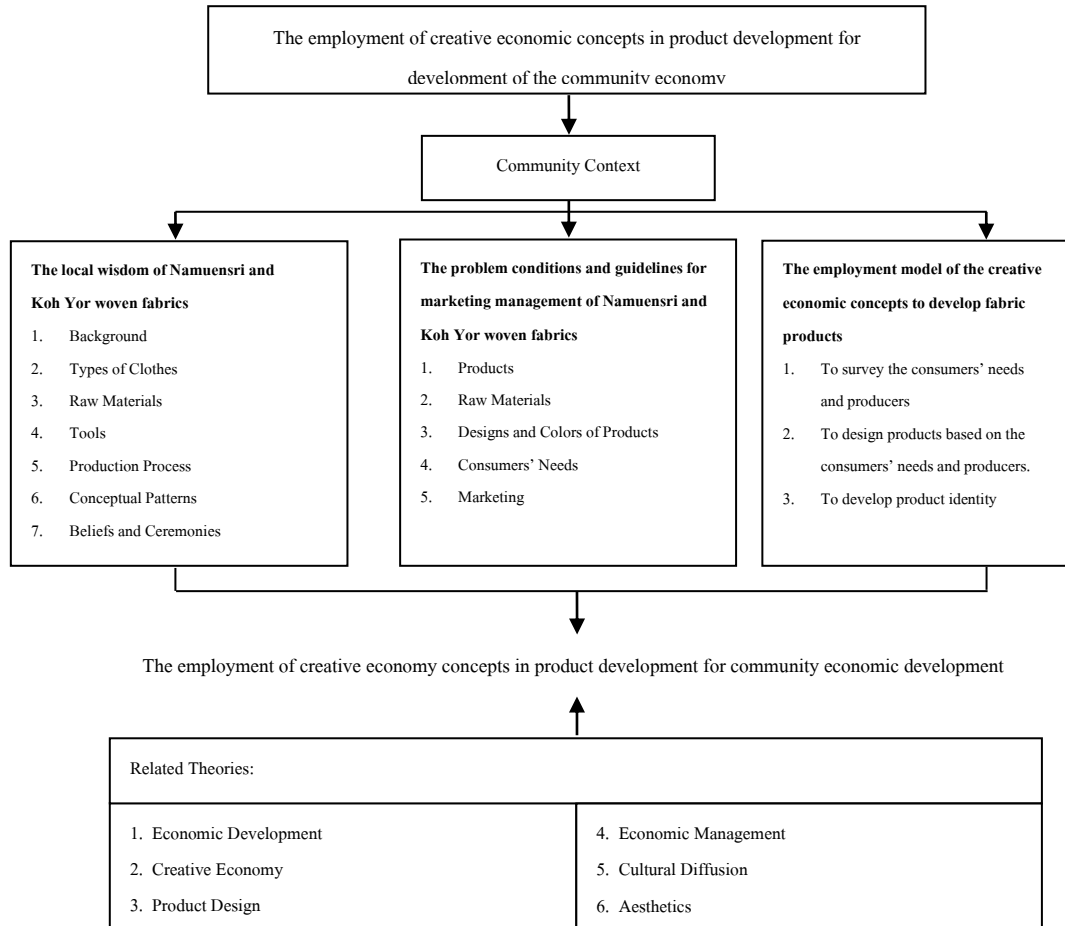 The employment of creative economic concepts in product development for
development of the community economy
Community Context
The local wisdom of Namuensri and
Koh Yor woven fabrics
1. Background
2. Types of Clothes
3. Raw Materials
4. Tools
5. Production Process
6. Conceptual Patterns
7. Beliefs and Ceremonies
The problem conditions and guidelines for
marketing management of Namuensri and
Koh Yor woven fabrics
1. Products
2. Raw Materials
3. Designs and Colors of Products
4. Consumers’ Needs
5. Marketing
The employment model of the creative
economic concepts to develop fabric
products
1. To survey the consumers’ needs
and producers
2. To design products based on the
consumers’ needs and producers.
3. To develop product identity
The employment of creative economy concepts in product development for community economic development
Related Theories:
1. Economic Development
2. Creative Economy
3. Product Design
4. Economic Management
5. Cultural Diffusion
6. Aesthetics